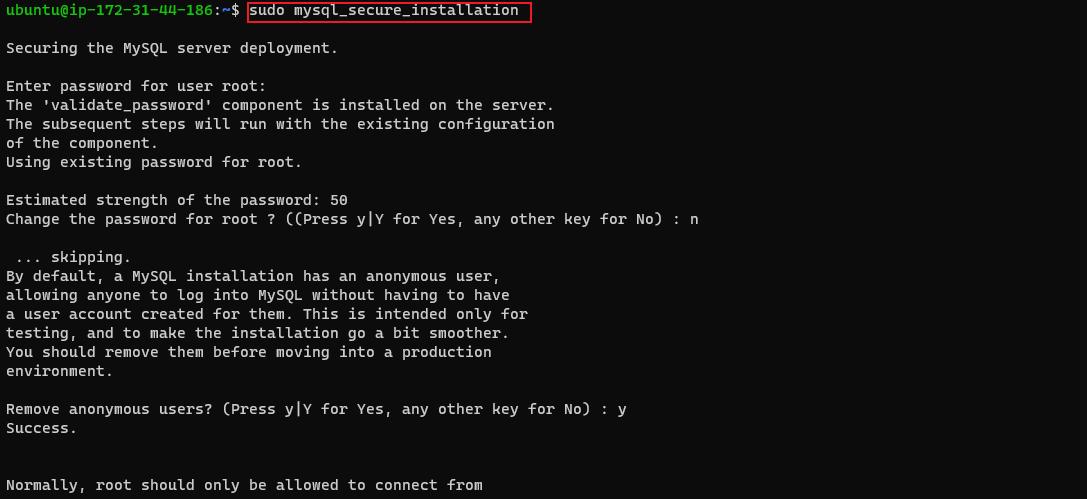 ubuntu@ip-172-31-44-186:~$ sudo mysql_secure_installation
Securing the MySQL server deployment.
Enter password for user root:
The 'validate_password' component is installed on the server.
The subsequent steps will run with the existing configuration
of the component.
Using existing password for root.
Estimated strength of the password: 50
Change the password for root ? ((Press y|Y for Yes, any other key for No) : n
... skipping.
By default, a MySQL installation has an anonymous user,
allowing anyone to log into MySQL without having to have
a user account created for them. This is intended only for
testing, and to make the installation go a bit smoother.
You should remove them before moving into a production
environment.
Remove anonymous users? (Press y|Y for Yes, any other key for No) : y
Success.
Normally, root should only be allowed to connect from